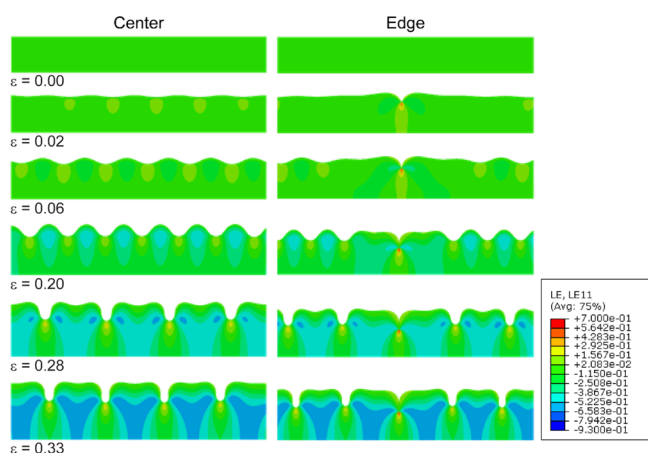 Center Edge
ε = 0.00
ε = 0.02
ε = 0.06
ε = 0.20
ε = 0.28
ε = 0.33
LE, LE11
(Avg: 75%)
+7.000e-01
+5.642e-01
+4.283e-01
+2.925e-01
+1.567e-01
+2.083e-02
-1.150e-01
-2.508e-01
-3.867e-01
-5.225e-01
-6.583e-01
-7.942e-01
-9.300e-01